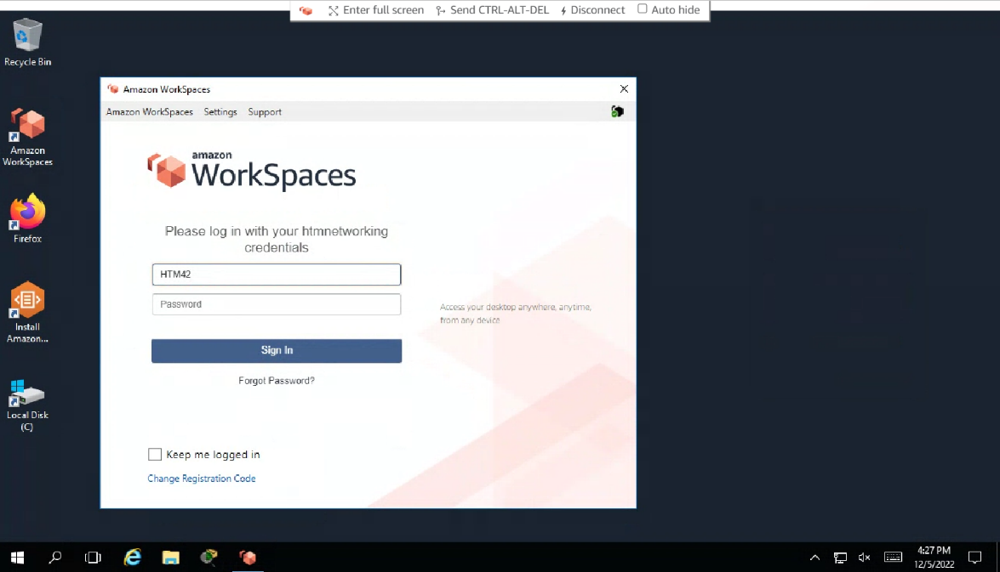 Enter full screen Send CTRL-ALT-DEL Disconnect Auto hide
Recycle Bin
Amazon
WorkSpaces
Firefox
Install
Amazon...
Local Disk
(C)
Amazon WorkSpaces
Amazon WorkSpaces Settings Support
amazon
WorkSpaces
Please log in with your htmnetworking
credentials
HTM42
Password
Access your desktop anywhere, anytime,
from any device
Sign In
Forgot Password?
Keep me logged in
Change Registration Code
4:27 PM
12/5/2022